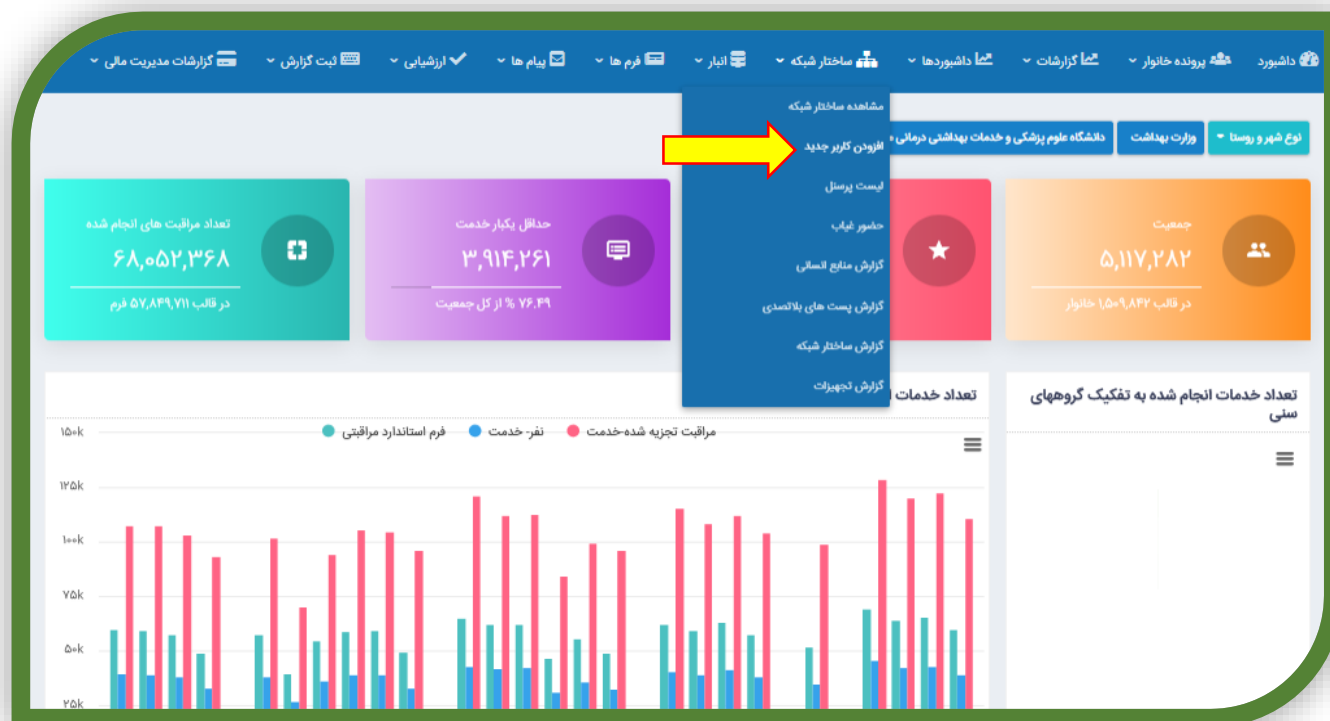 داشبورد
پرونده خانوار
گزارشات
داشبوردها
ساختار شبکه
انبار
فرم ها
پیام ها
ارزشیابی
ثبت گزارش
گزارشات مدیریت مالی
نوع شهر و روستا
وزارت بهداشت
دانشگاه علوم پزشکی و خدمات بهداشتی درمانی
مشاهده ساختار شبکه
افزودن کاربر جدید
لیست پرسنل
حضور غیاب
گزارش منابع انسانی
گزارش پست های بلاتصدی
گزارش ساختار شبکه
گزارش تجهیزات
جمعیت
۵,۱۱۷,۲۸۲
در قالب ۱,۵۰۹,۸۴۲ خانوار
حداقل یکبار خدمت
۳,۹۱۴,۲۶۱
۷۶.۴۹ % از کل جمعیت
تعداد مراقبت های انجام شده
۶۸,۰۵۲,۳۶۸
در قالب ۵۷,۸۴۹,۷۱۱ فرم
تعداد خدمات انجام شده به تفکیک گروههای
سنی
تعداد خدمات
مراقبت تجزیه شده-خدمت
نفر- خدمت
فرم استاندارد مراقبتی
۱۵۰k
۱۲۵k
۱۰۰k
۷۵k
۵۰k
۲۵k